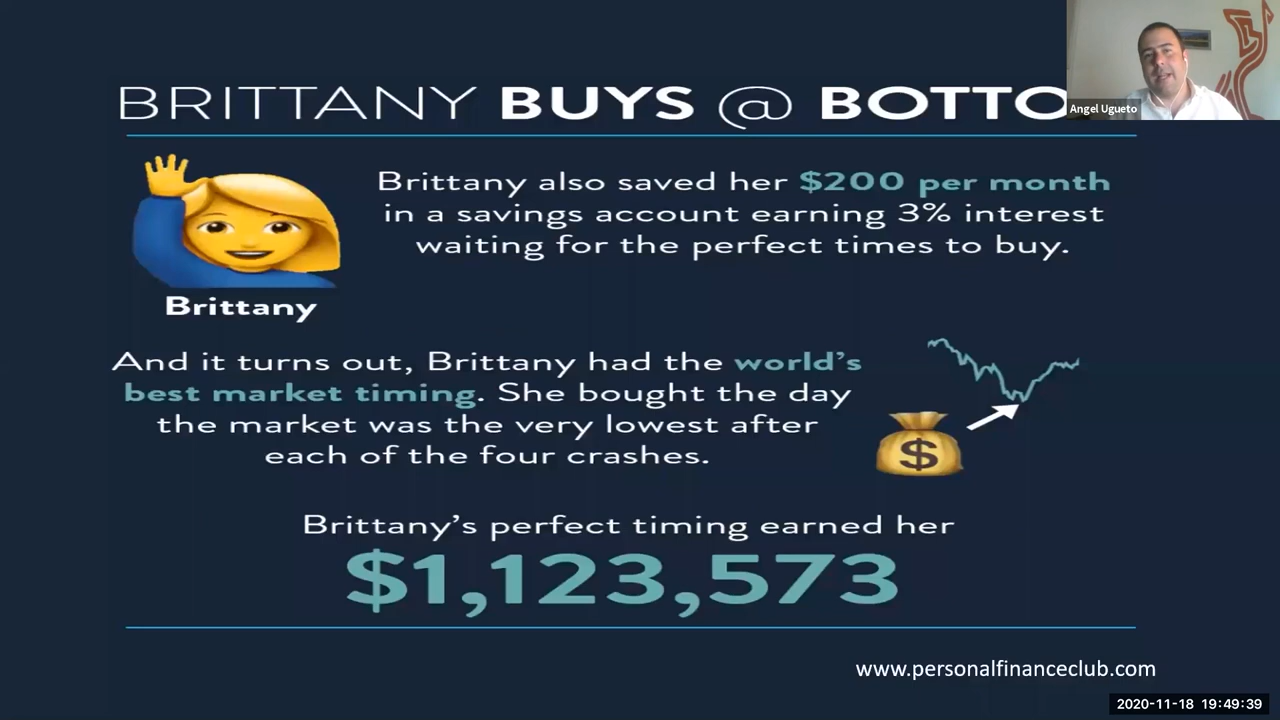 BRITTANY BUYS @ BOTTO
Angel Ugueto
Brittany also saved her $200 per month
in a savings account earning 3% interest
waiting for the perfect times to buy.
Brittany
And it turns out, Brittany had the world's
best market timing. She bought the day
the market was the very lowest after
each of the four crashes.
$
Brittany's perfect timing earned her
$1,123,573
www.personalfinanceclub.com
2020-11-18 19:49:39